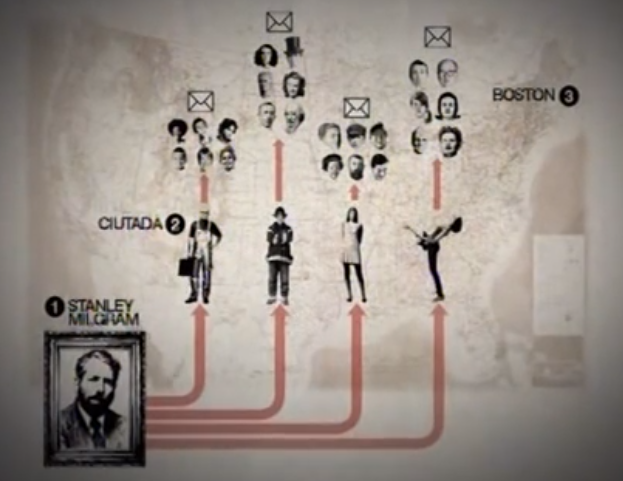 BOSTON 3
CIUTADA 2
1 STANLEY
MILGRAM